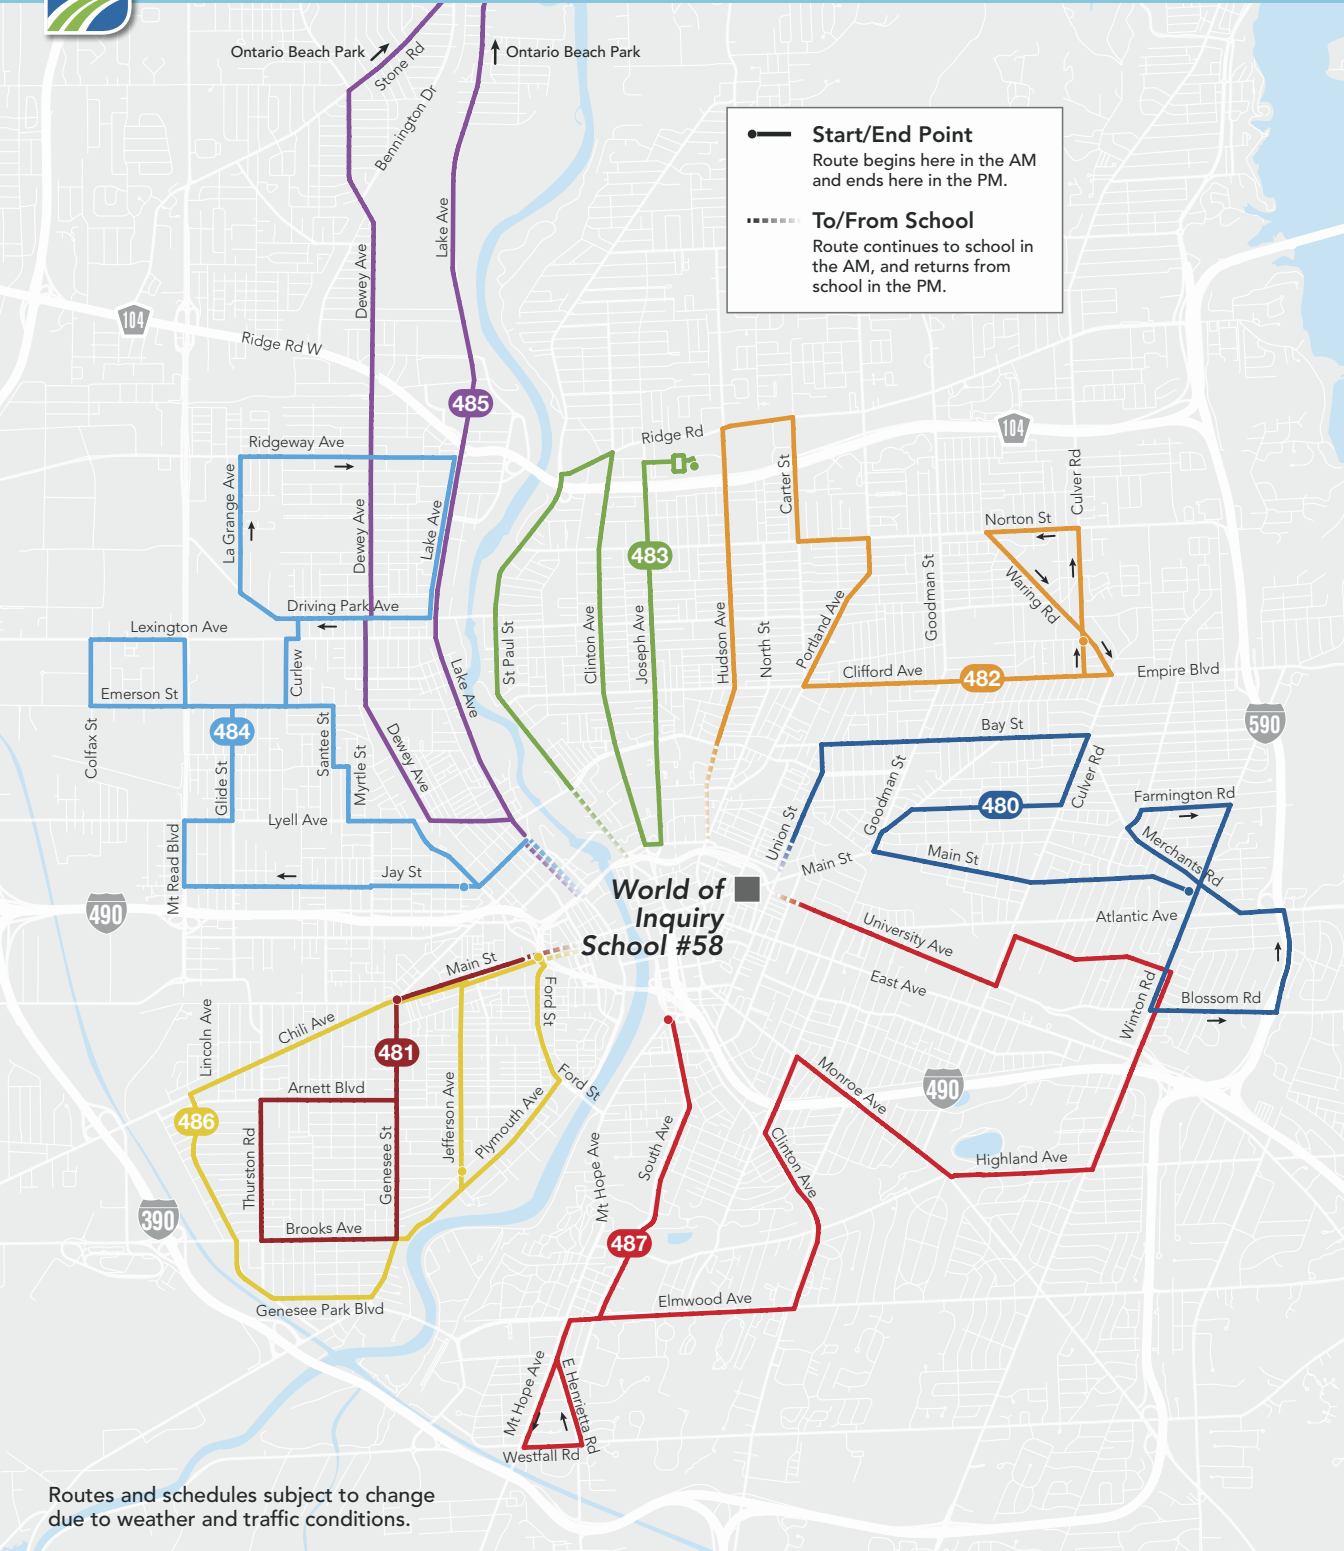 Ontario Beach Park
Ontario Beach Park
Stone Rd
Bennington Dr
Start/End Point
Route begins here in the AM
and ends here in the PM.
To/From School
Route continues to school in
the AM, and returns from
school in the PM.
Lake Ave
Dewey Ave
104
Ridge Rd W
485
Ridge Rd
104
Ridgeway Ave
La Grange Ave
Dewey Ave
Lake Ave
Carter St
Culver Rd
Norton St
483
Waring Rd
Goodman St
Driving Park Ave
Lexington Ave
Curlew
Emerson St
St Paul St
Clinton Ave
Joseph Ave
Hudson Ave
North St
Portland Ave
Clifford Ave
482
Empire Blvd
Lake Ave
590
484
Colfax St
Glide St
Santee St
Myrtle St
Dewey Ave
Bay St
Goodman St
Culver Rd
480
Farmington Rd
Merchants Rd
Lyell Ave
Union St
Main St
Main St
Mt Read Blvd
Jay St
490
World of
Inquiry
School #58
Atlantic Ave
University Ave
East Ave
Main St
Ford St
Winton Rd
Blossom Rd
Lincoln Ave
Chili Ave
481
Arnett Blvd
Ford St
486
Jefferson Ave
Plymouth Ave
Thurston Rd
Genesee St
Monroe Ave
490
Mt Hope Ave
South Ave
Clinton Ave
Highland Ave
390
Brooks Ave
487
Genesee Park Blvd
Elmwood Ave
Mt Hope Ave
E Henrietta Rd
Westfall Rd
Routes and schedules subject to change
due to weather and traffic conditions.